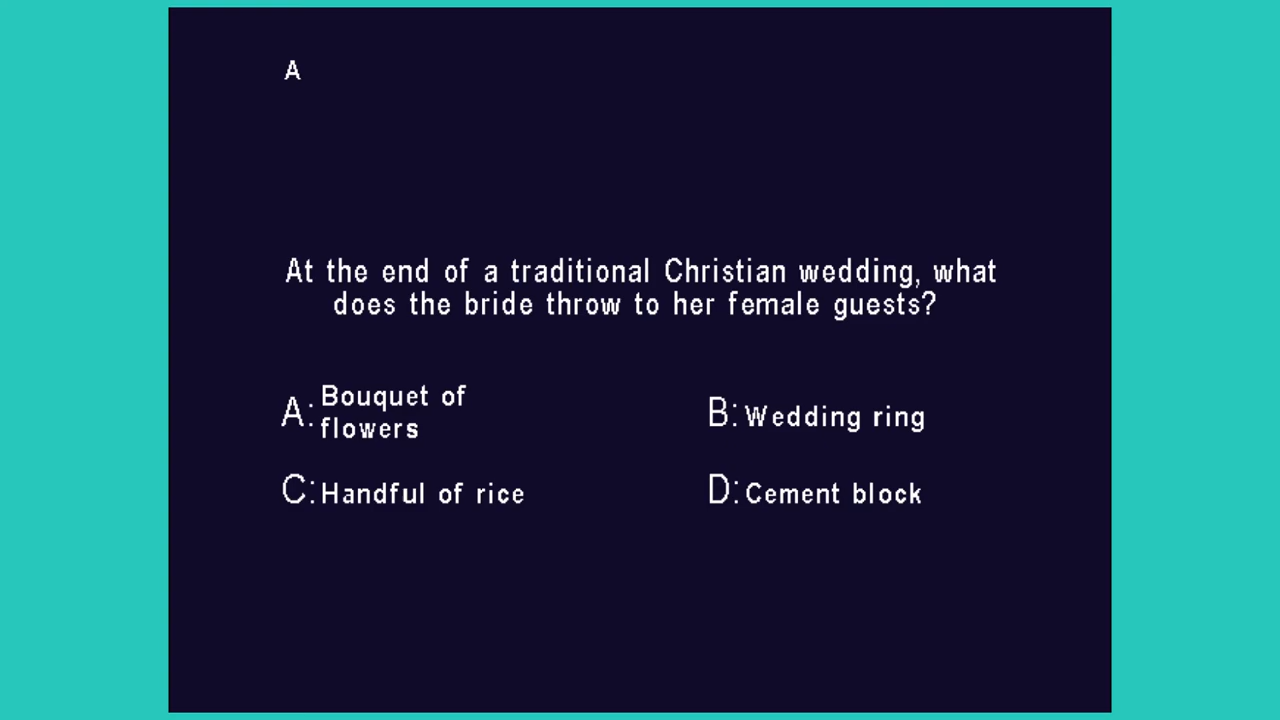 A
At the end of a traditional Christian wedding, what
does the bride throw to her female guests?
A: Bouquet of
flowers
B: Wedding ring
C: Handful of rice
D: Cement block